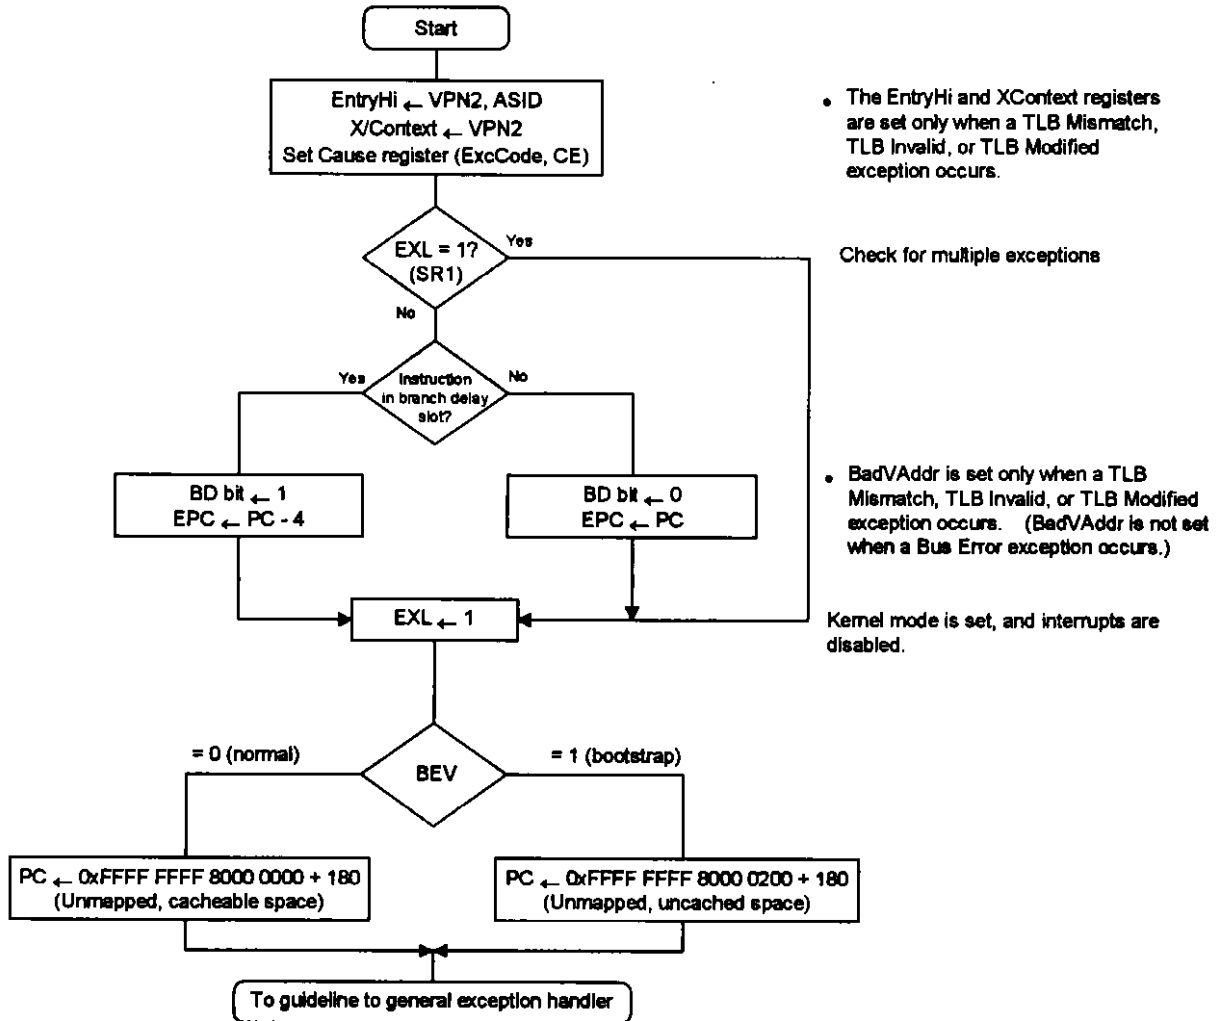 Start
EntryHi ← VPN2, ASID
X/Context ← VPN2
Set Cause register (ExcCode, CE)
• The EntryHi and XContext registers
are set only when a TLB Mismatch,
TLB Invalid, or TLB Modified
exception occurs.
EXL = 1?
(SR1)
Yes
Check for multiple exceptions
No
Yes
Instruction
in branch delay
slot?
No
BD bit ← 1
EPC ← PC - 4
BD bit ← 0
EPC ← PC
• BadVAddr is set only when a TLB
Mismatch, TLB Invalid, or TLB Modified
exception occurs. (BadVAddr is not set
when a Bus Error exception occurs.)
EXL ← 1
Kernel mode is set, and interrupts are
disabled.
= 0 (normal)
BEV
= 1 (bootstrap)
PC ← 0xFFFF FFFF 8000 0000 + 180
(Unmapped, cacheable space)
PC ← 0xFFFF FFFF 8000 0200 + 180
(Unmapped, uncached space)
To guideline to general exception handler